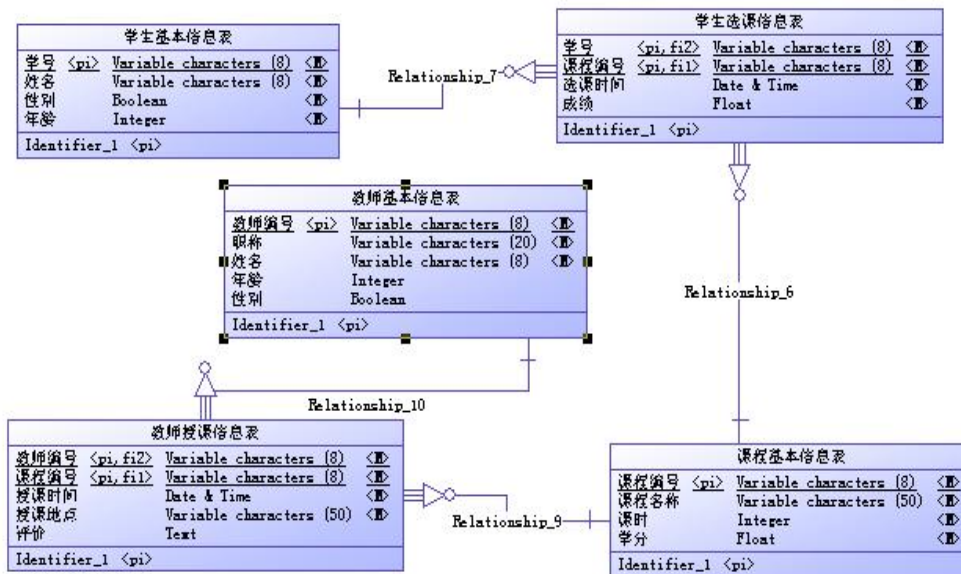 学生基本信息表
学号 <pi> Variable characters (8) <M>
姓名 Variable characters (8) <M>
性别 Boolean <M>
年龄 Integer <M>
Identifier_1 <pi>
Relationship_7
学生选课信息表
学号 <pi,fi2> Variable characters (8) <M>
课程编号 <pi,fi1> Variable characters (8) <M>
选课时间 Date & Time <M>
成绩 Float <M>
Identifier_1 <pi>
教师基本信息表
教师编号 <pi> Variable characters (8) <M>
职称 Variable characters (20) <M>
姓名 Variable characters (8) <M>
年龄 Integer
性别 Boolean
Identifier_1 <pi>
Relationship_6
Relationship_10
教师授课信息表
教师编号 <pi,fi2> Variable characters (8) <M>
课程编号 <pi,fi1> Variable characters (8) <M>
授课时间 Date & Time <M>
授课地点 Variable characters (50) <M>
评价 Text
Identifier_1 <pi>
Relationship_9
课程基本信息表
课程编号 <pi> Variable characters (8) <M>
课程名称 Variable characters (50) <M>
课时 Integer <M>
学分 Float <M>
Identifier_1 <pi>